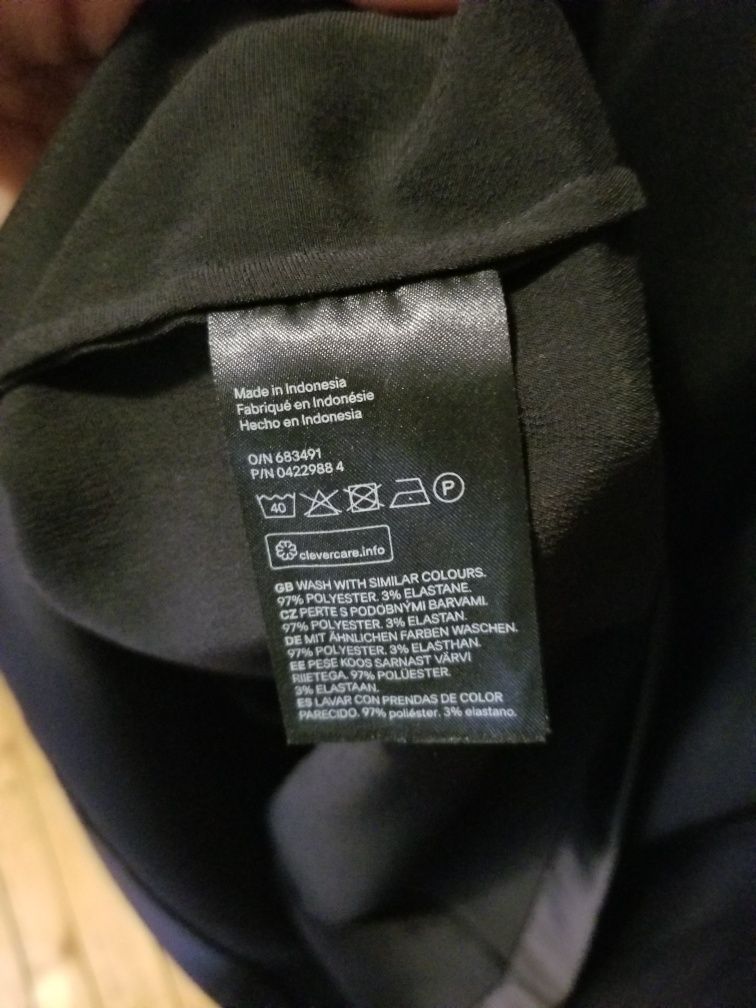 Made in Indonesia
Fabriqué en Indonésie
Hecho en Indonesia
O/N 683491
P/N 0422988 4
40 P
clevercare.info
GB WASH WITH SIMILAR COLOURS.
97% POLYESTER. 3% ELASTANE.
CZ PERTE S PODOBNÝMI BARVAMI.
97% POLYESTER. 3% ELASTAN.
DE MIT ÄHNLICHEN FARBEN WASCHEN.
97% POLYESTER. 3% ELASTHAN.
EE PESE KOOS SARNAST VÄRVI
RIIETEGA. 97% POLÜESTER.
3% ELASTAAN.
ES LAVAR CON PRENDAS DE COLOR
PARECIDO. 97% poliéster. 3% elastano.